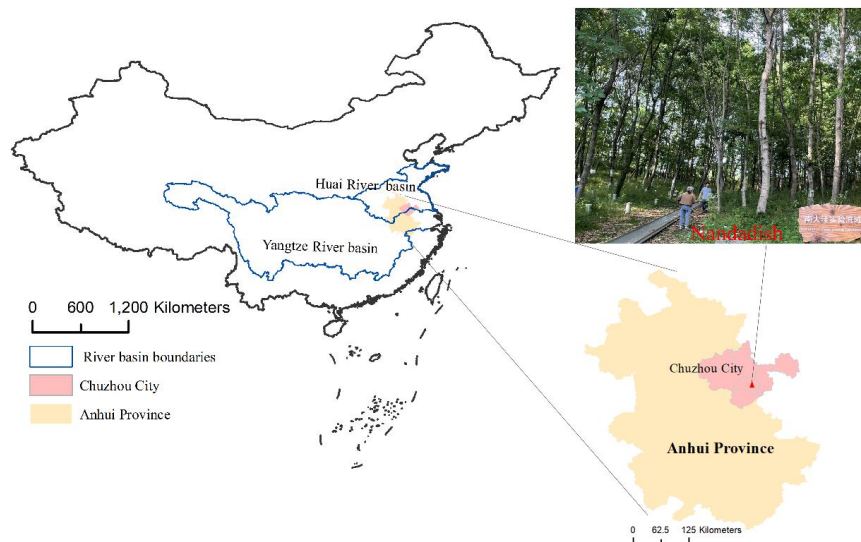 Huai River basin
Yangtze River basin
0 600 1,200 Kilometers
River basin boundaries
Chuzhou City
Anhui Province
Nandadish
Chuzhou City
Anhui Province
0 62.5 125 Kilometers